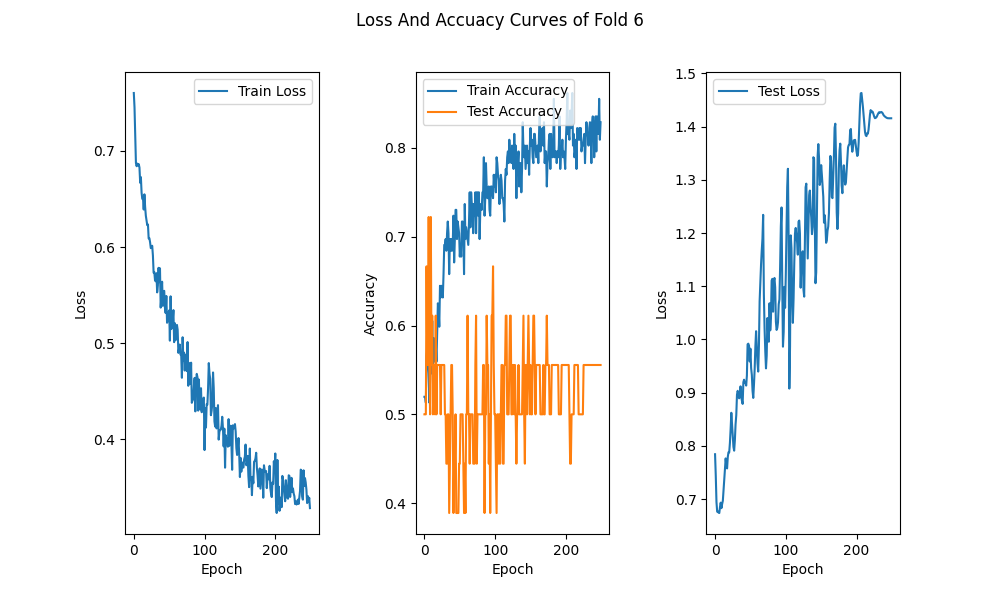 Loss And Accuacy Curves of Fold 6
Train Loss
Loss
0.7
0.6
0.5
0.4
0
100
200
Epoch
Train Accuracy
Test Accuracy
Accuracy
0.8
0.7
0.6
0.5
0.4
0
100
200
Epoch
Test Loss
Loss
1.5
1.4
1.3
1.2
1.1
1.0
0.9
0.8
0.7
0
100
200
Epoch